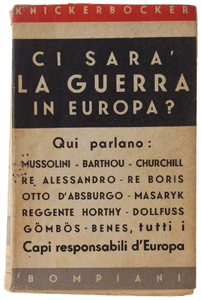 KNICKERBOCKER
CI SARA'
LA GUERRA
IN EUROPA?
Qui parlano:
MUSSOLINI - BARTHOU - CHURCHILL
RE ALESSANDRO - RE BORIS
OTTO D'ABSBURGO - MASARYK
REGGENTE HORTHY - DOLLFUSS
GÖMBÖS - BENES, tutti i
Capi responsabili d'Europa
BOMPIANI